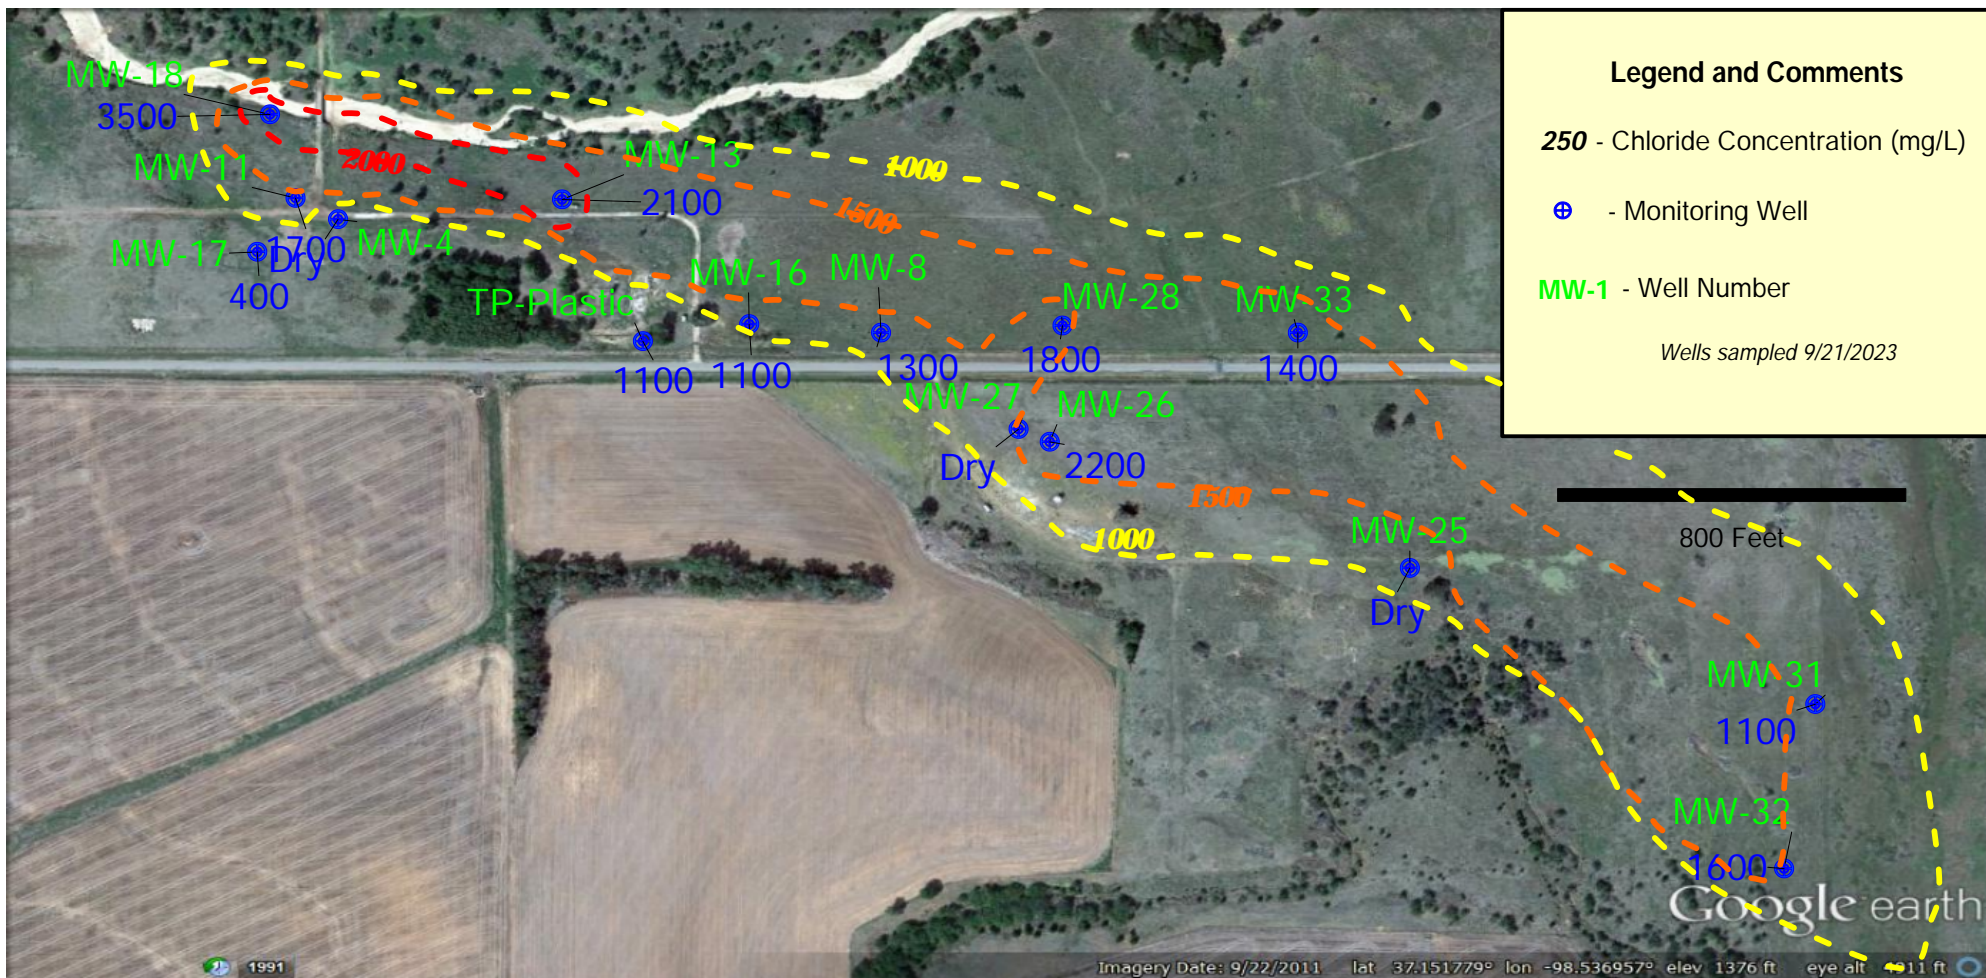 Legend and Comments
250 - Chloride Concentration (mg/L)
- Monitoring Well
MW-1 - Well Number
Wells sampled 9/21/2023
MW-18
3500
2000
MW-13
2100
1000
MW-11
1700
1500
MW-4
Dry
MW-17
400
MW-16
1100
MW-8
1300
MW-28
1800
MW-33
1400
TP-Plastic
1100
MW-27
Dry
MW-26
2200
1500
1000
800 Feet
MW-25
Dry
MW-31
1100
MW-32
1600
Google earth
1991
Imagery Date: 9/22/2011 lat 37.151779° lon -98.536957° elev 1376 ft eye alt ft